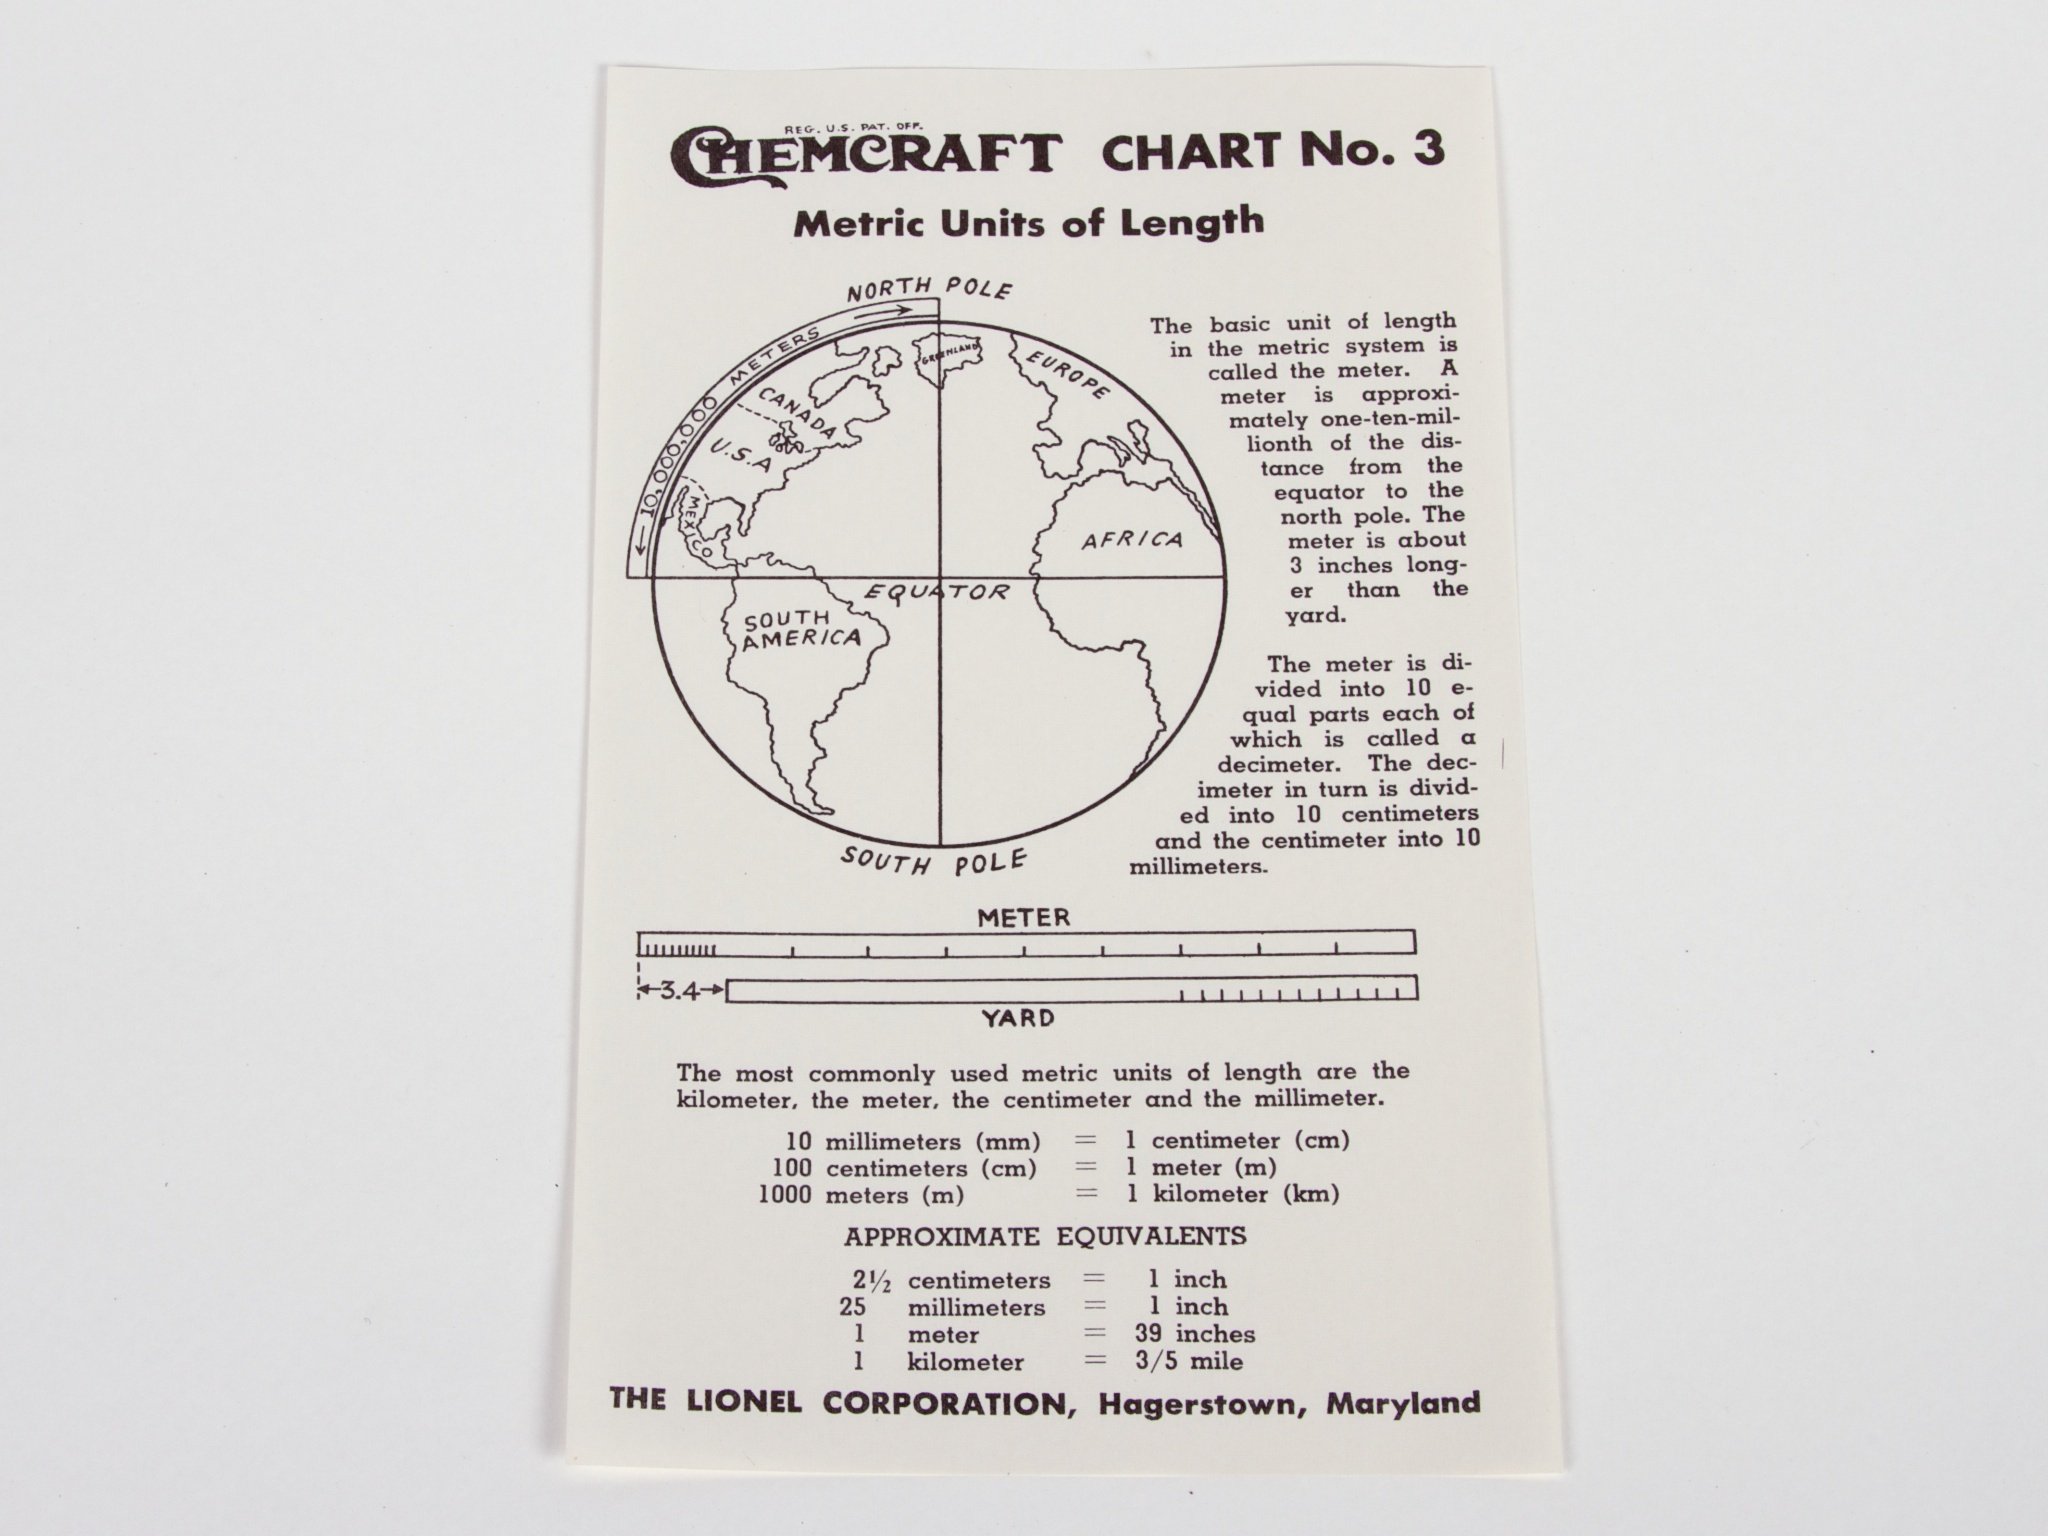 REG. U.S. PAT. OFF.
CHEMCRAFT CHART No. 3
Metric Units of Length
NORTH POLE
10,000,000 METERS
GREENLAND
EUROPE
CANADA
U.S.A
MEXICO
AFRICA
EQUATOR
SOUTH
AMERICA
SOUTH POLE
The basic unit of length
in the metric system is
called the meter. A
meter is approxi-
mately one-ten-mil-
lionth of the dis-
tance from the
equator to the
north pole. The
meter is about
3 inches long-
er than the
yard.
The meter is di-
vided into 10 e-
qual parts each of
which is called a
decimeter. The dec-
imeter in turn is divid-
ed into 10 centimeters
and the centimeter into 10
millimeters.
METER
3.4
YARD
The most commonly used metric units of length are the
kilometer, the meter, the centimeter and the millimeter.
10 millimeters (mm) = 1 centimeter (cm)
100 centimeters (cm) = 1 meter (m)
1000 meters (m) = 1 kilometer (km)
APPROXIMATE EQUIVALENTS
2½ centimeters = 1 inch
25 millimeters = 1 inch
1 meter = 39 inches
1 kilometer = 3/5 mile
THE LIONEL CORPORATION, Hagerstown, Maryland